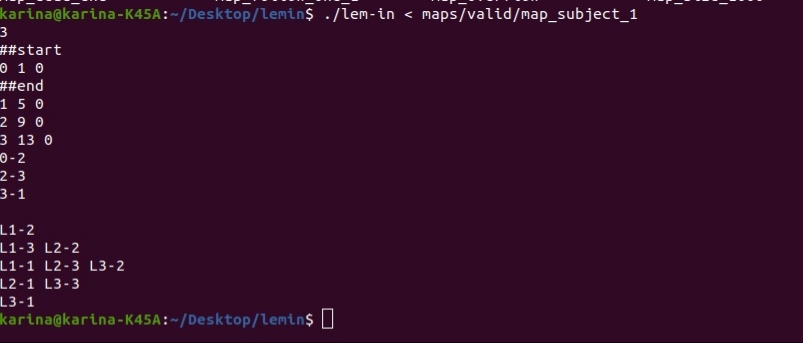 karina@karina-K45A:~/Desktop/lemin$ ./lem-in < maps/valid/map_subject_1
3
##start
0 1 0
##end
1 5 0
2 9 0
3 13 0
0-2
2-3
3-1

L1-2
L1-3 L2-2
L1-1 L2-3 L3-2
L2-1 L3-3
L3-1
karina@karina-K45A:~/Desktop/lemin$